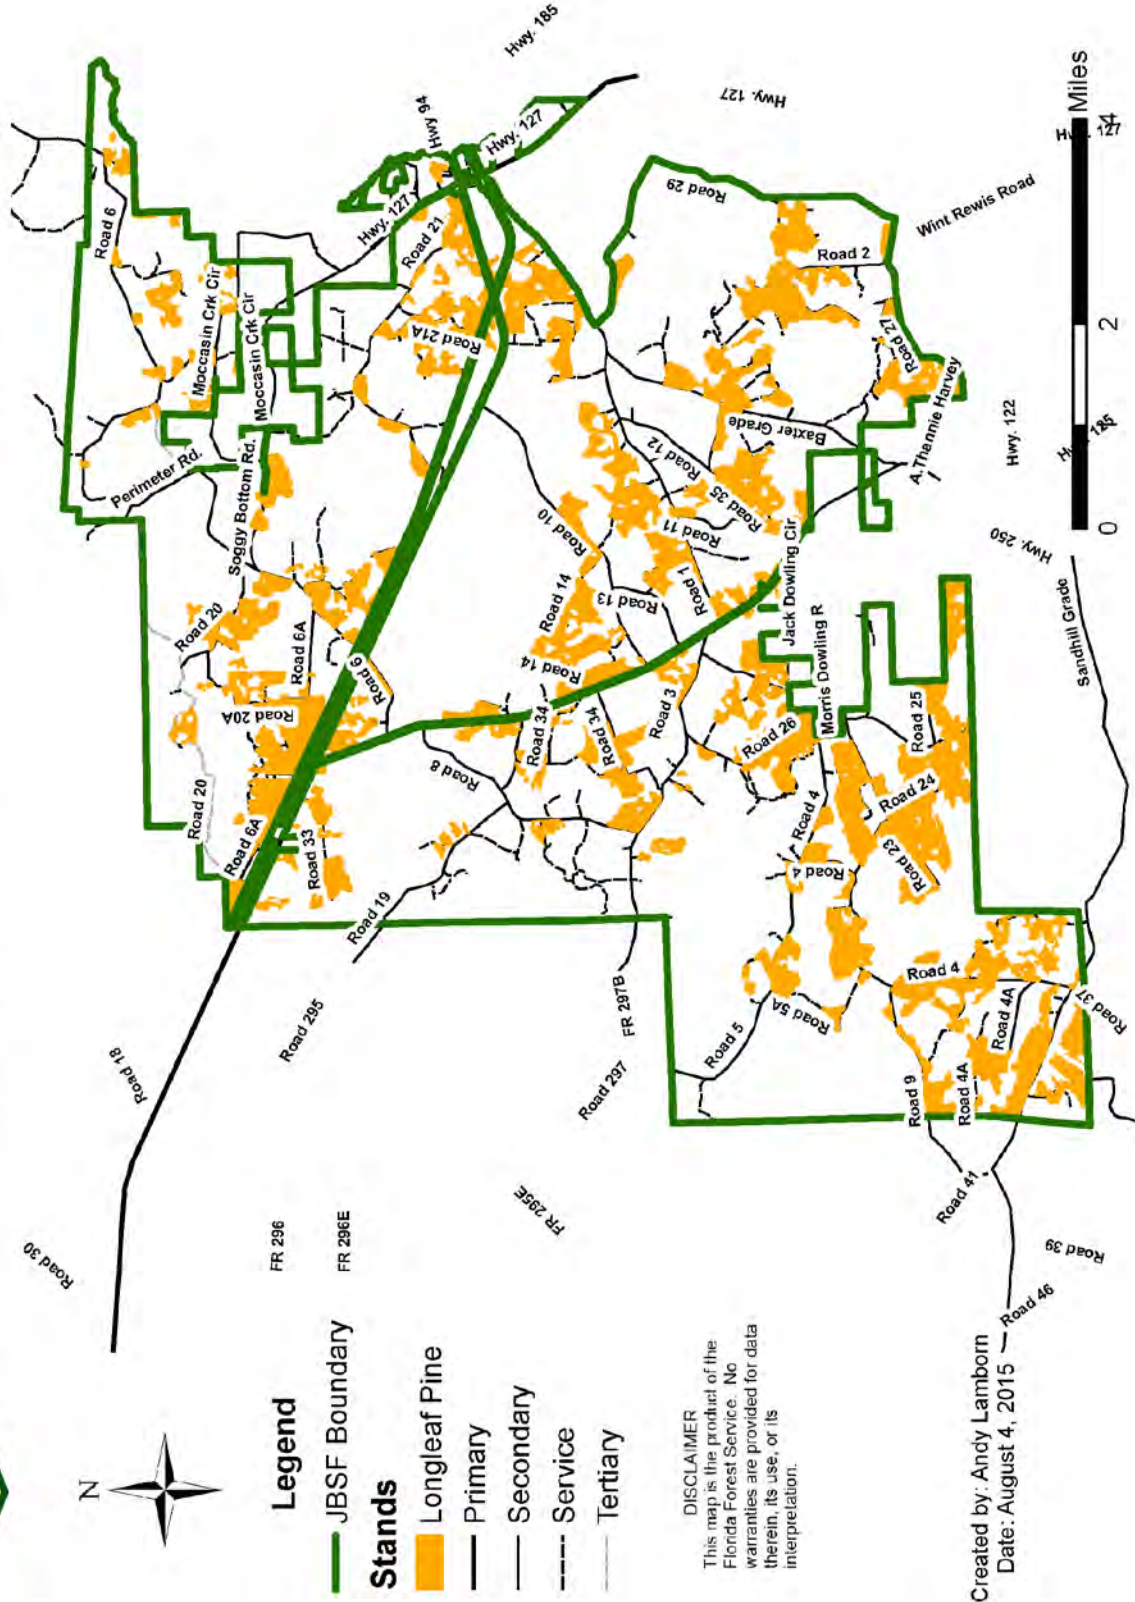 Hwy. 185
Hwy 94
Hwy. 127
Hwy. 127
Hwy. 127
Road 6
Moccasin Crk Cir
Moccasin Crk Cir
Perimeter Rd.
Soggy Bottom Rd.
Road 21
Road 21A
Road 29
Road 2
Wint Rewis Road
Road 27
A.Thennie Harvey
Hwy. 122
Baxter Grade
Road 12
Road 35
Road 11
Road 10
Road 14
Road 13
Road 1
Jack Dowling Cir
Morris Dowling R
Hwy. 250
Sandhill Grade
Road 20
Road 6A
Road 6
Road 20A
Road 14
Road 34
Road 34
Road 3
Road 26
Road 8
Road 20
Road 6A
Road 33
Road 19
Road 4
Road 4
Road 25
Road 24
Road 23
FR 297B
Road 295
Road 297
Road 5
Road 5A
Road 4
Road 4A
Road 4A
Road 37
Road 9
Road 41
Road 39
Road 46
Road 18
Road 30
FR 296
FR 296E
FR 295E
0
2
4 Miles
N
Legend
JBSF Boundary
Stands
Longleaf Pine
Primary
Secondary
Service
Tertiary
DISCLAIMER
This map is the product of the
Florida Forest Service. No
warranties are provided for data
therein, its use, or its
interpretation.
Created by: Andy Lamborn
Date: August 4, 2015